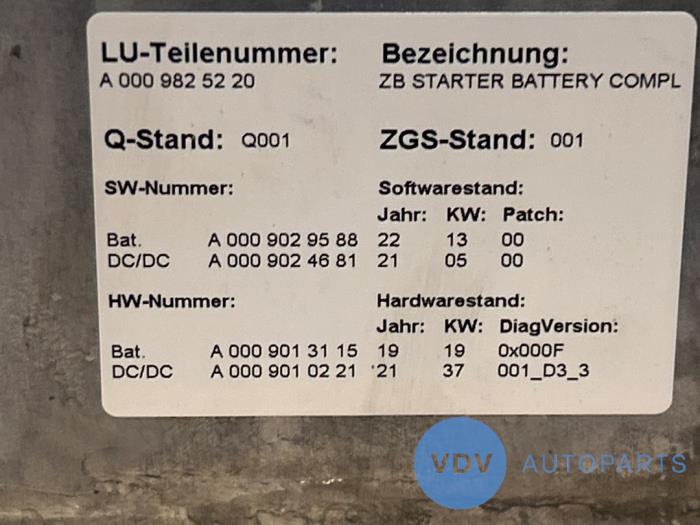 LU-Teilenummer: Bezeichnung:
A 000 982 52 20 ZB STARTER BATTERY COMPL
Q-Stand: Q001 ZGS-Stand: 001
SW-Nummer: Softwarestand:
Jahr: KW: Patch:
Bat. A 000 902 95 88 22 13 00
DC/DC A 000 902 46 81 21 05 00
HW-Nummer: Hardwarestand:
Jahr: KW: DiagVersion:
Bat. A 000 901 31 15 19 19 0x000F
DC/DC A 000 901 02 21 21 37 001_D3_3
VDV AUTOPARTS